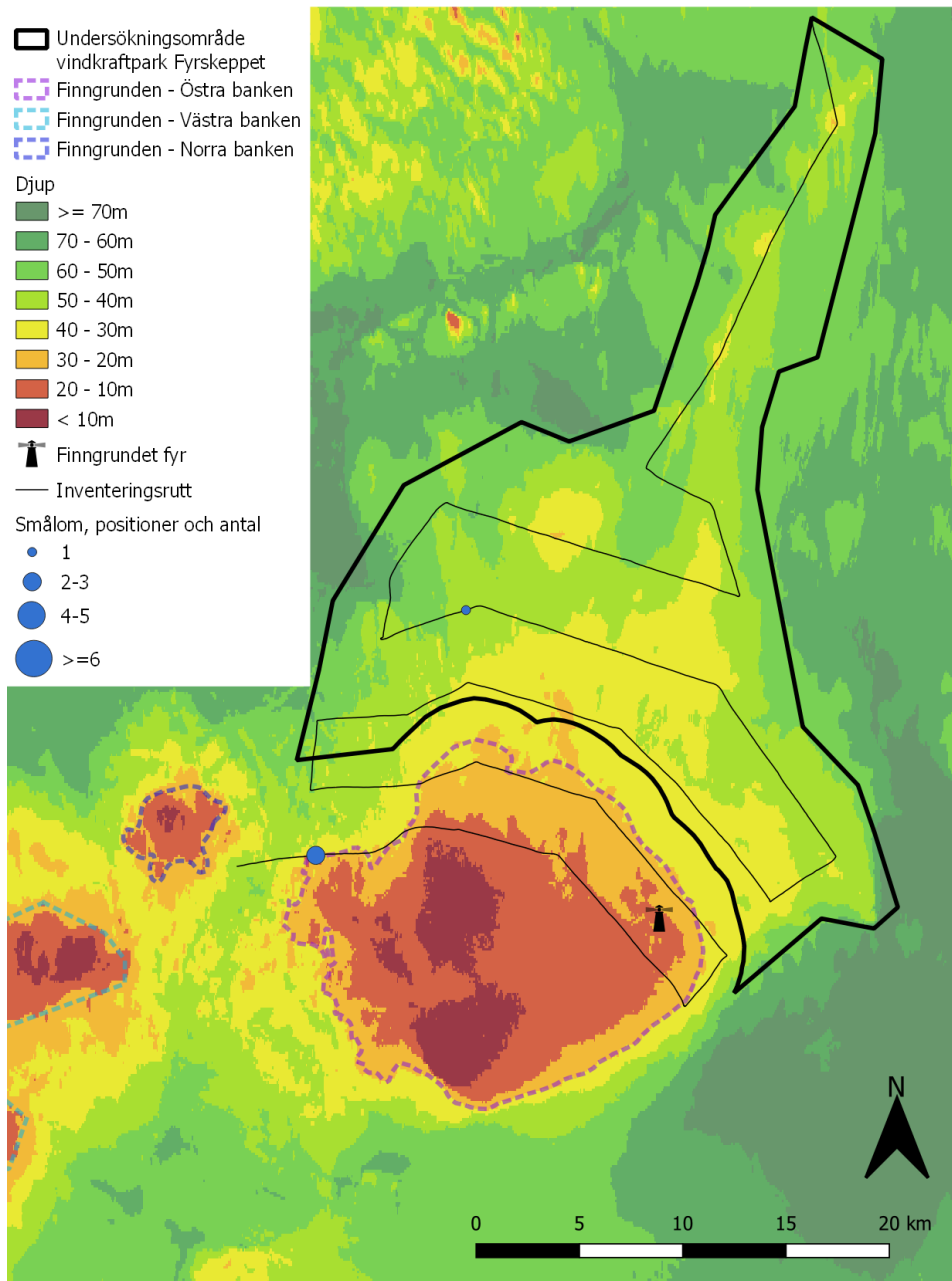 Undersökningsområde
vindkraftpark Fyrskeppet
Finngrunden - Östra banken
Finngrunden - Västra banken
Finngrunden - Norra banken
Djup
>= 70m
70 - 60m
60 - 50m
50 - 40m
40 - 30m
30 - 20m
20 - 10m
< 10m
Finngrundet fyr
Inventeringsrutt
Smålom, positioner och antal
1
2-3
4-5
>=6
N
0 5 10 15 20 km